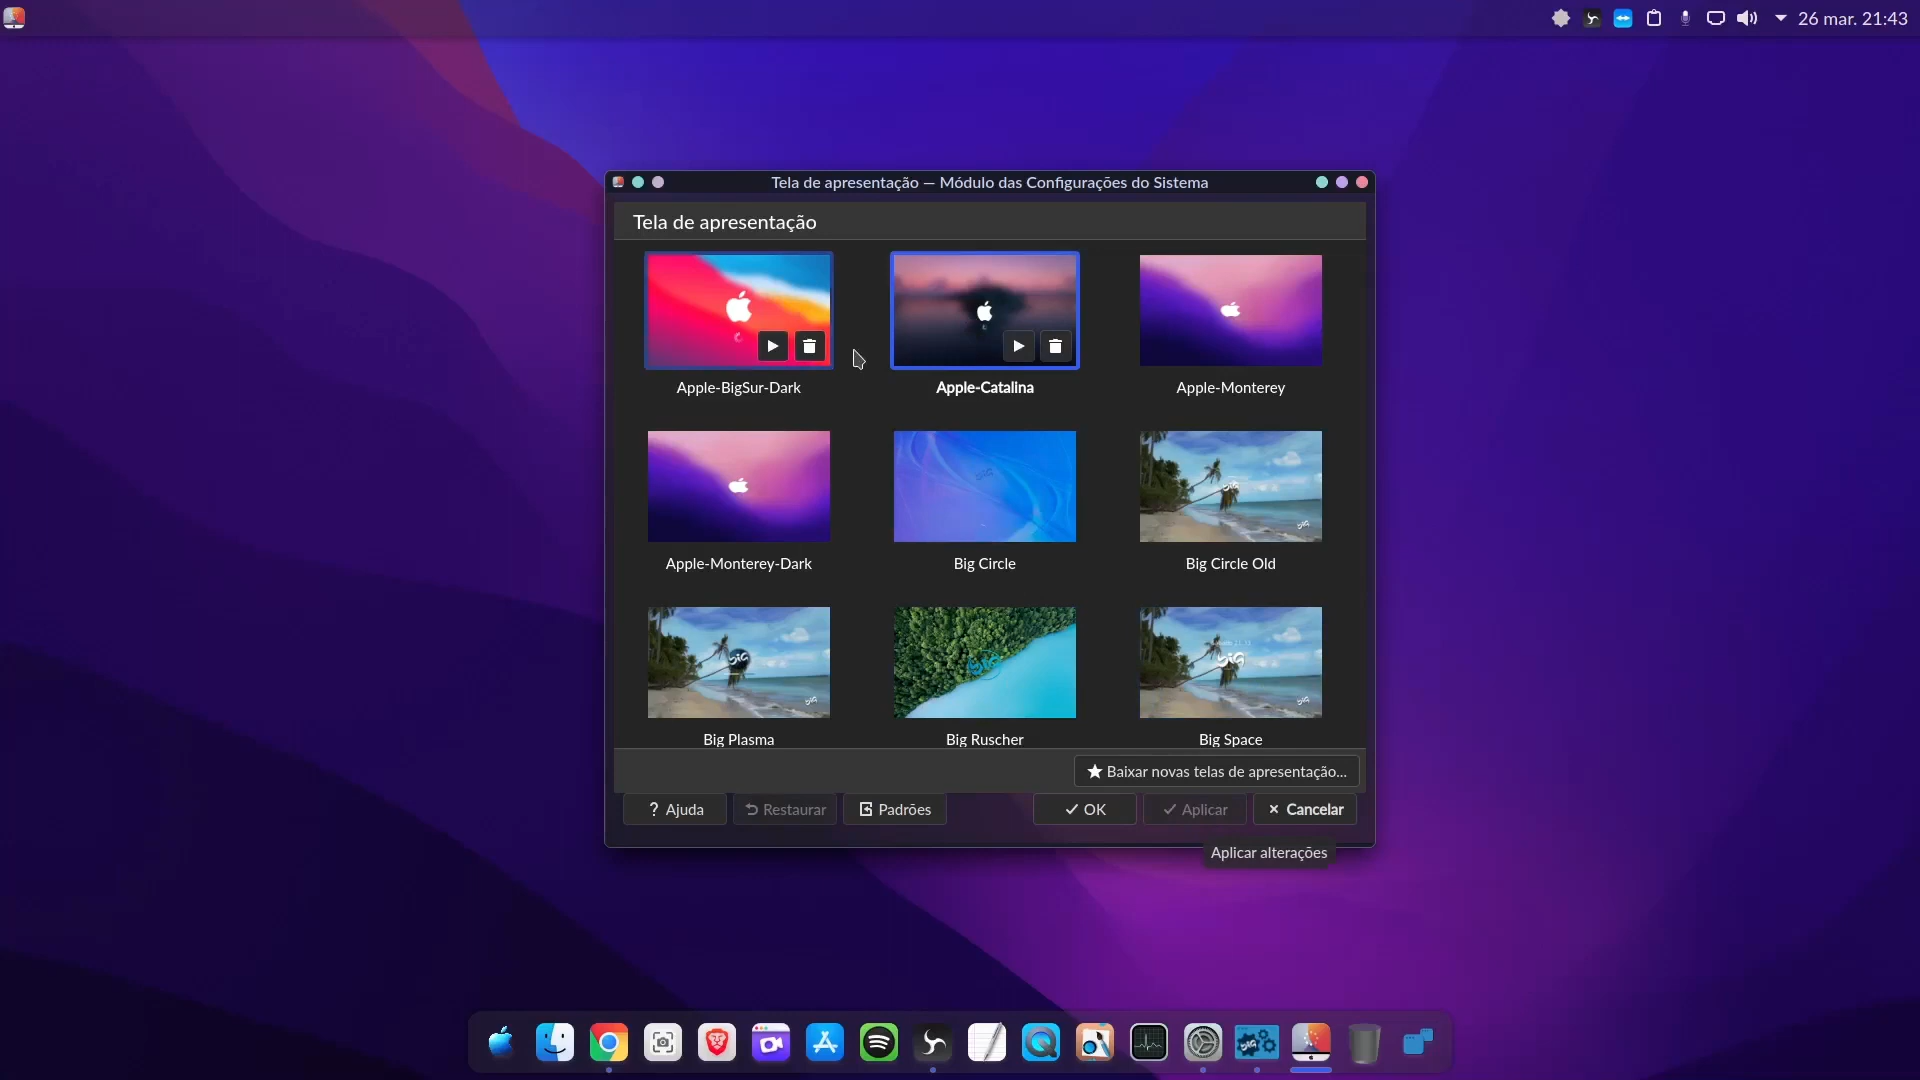 26 mar. 21:43
Tela de apresentação — Módulo das Configurações do Sistema
Tela de apresentação
Apple-BigSur-Dark
Apple-Catalina
Apple-Monterey
Apple-Monterey-Dark
Big Circle
Big Circle Old
Big Plasma
Big Ruscher
Big Space
Baixar novas telas de apresentação...
? Ajuda
Restaurar
Padrões
OK
Aplicar
Cancelar
Aplicar alterações